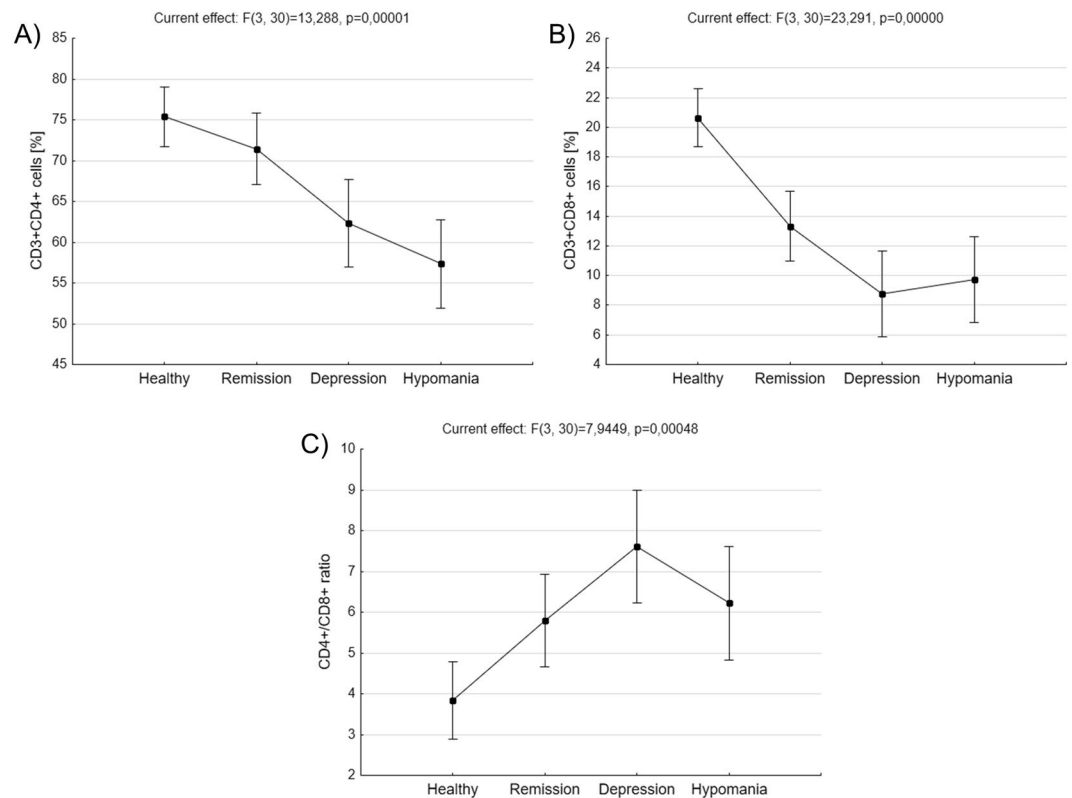 Current effect: F(3, 30)=13,288, p=0,00001
A)
85
80
75
70
65
60
55
50
45
CD3+CD4+ cells [%]
Healthy Remission Depression Hypomania
Current effect: F(3, 30)=23,291, p=0,00000
B)
26
24
22
20
18
16
14
12
10
8
6
4
CD3+CD8+ cells [%]
Healthy Remission Depression Hypomania
Current effect: F(3, 30)=7,9449, p=0,00048
C)
10
9
8
7
6
5
4
3
2
CD4+/CD8+ ratio
Healthy Remission Depression Hypomania